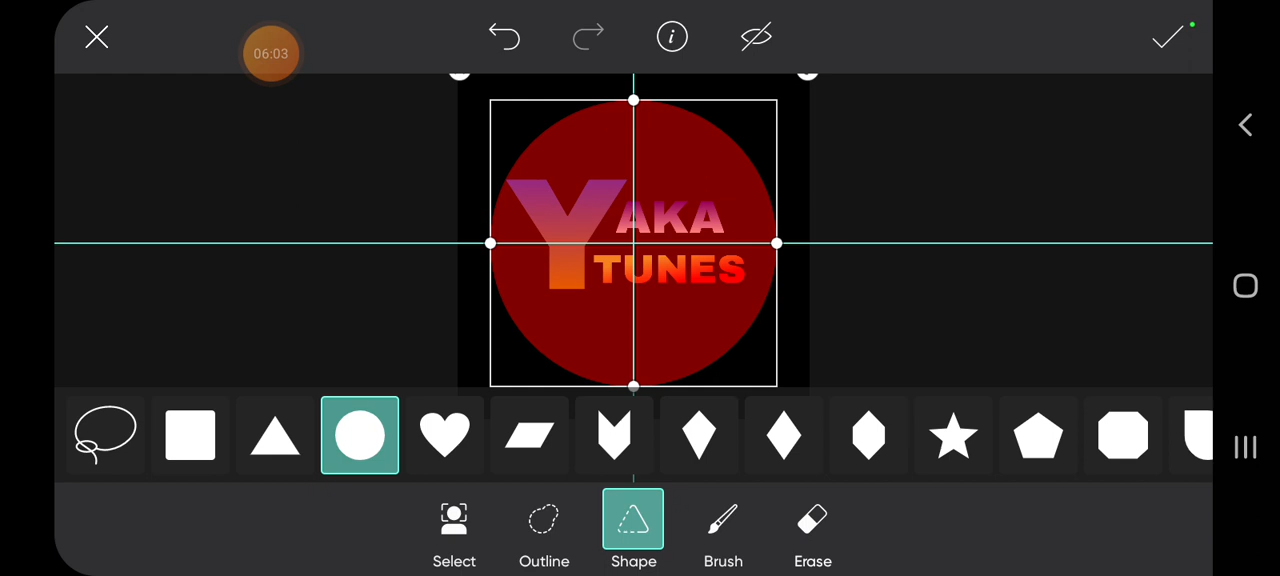 06:03
YAKA
TUNES
Select
Outline
Shape
Brush
Erase